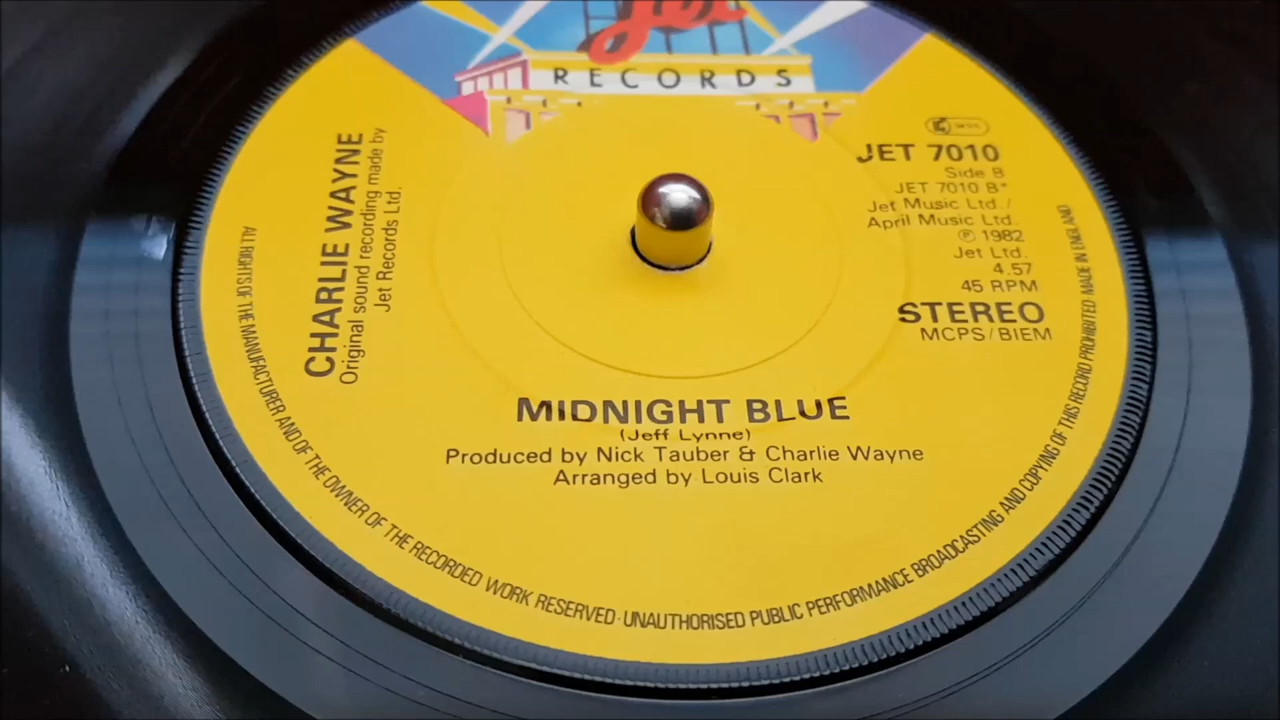 Jet
RECORDS
JET 7010
Side B
JET 7010 B*
Jet Music Ltd./
April Music Ltd.
℗ 1982
Jet Ltd.
4.57
45 RPM
STEREO
MCPS/BIEM
CHARLIE WAYNE
Original sound recording made by
Jet Records Ltd.
MIDNIGHT BLUE
(Jeff Lynne)
Produced by Nick Tauber & Charlie Wayne
Arranged by Louis Clark
ALL RIGHTS OF THE MANUFACTURER AND OF THE OWNER OF THE RECORDED WORK RESERVED · UNAUTHORISED PUBLIC PERFORMANCE BROADCASTING AND COPYING OF THIS RECORD PROHIBITED · MADE IN ENGLAND